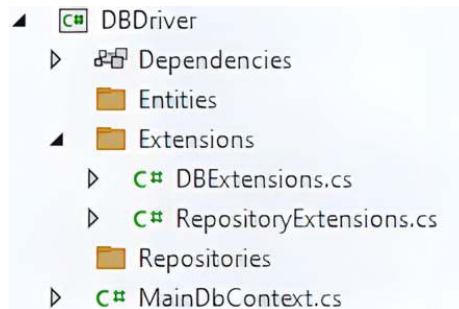 C# DBDriver
Dependencies
Entities
Extensions
C# DBExtensions.cs
C# RepositoryExtensions.cs
Repositories
C# MainDbContext.cs